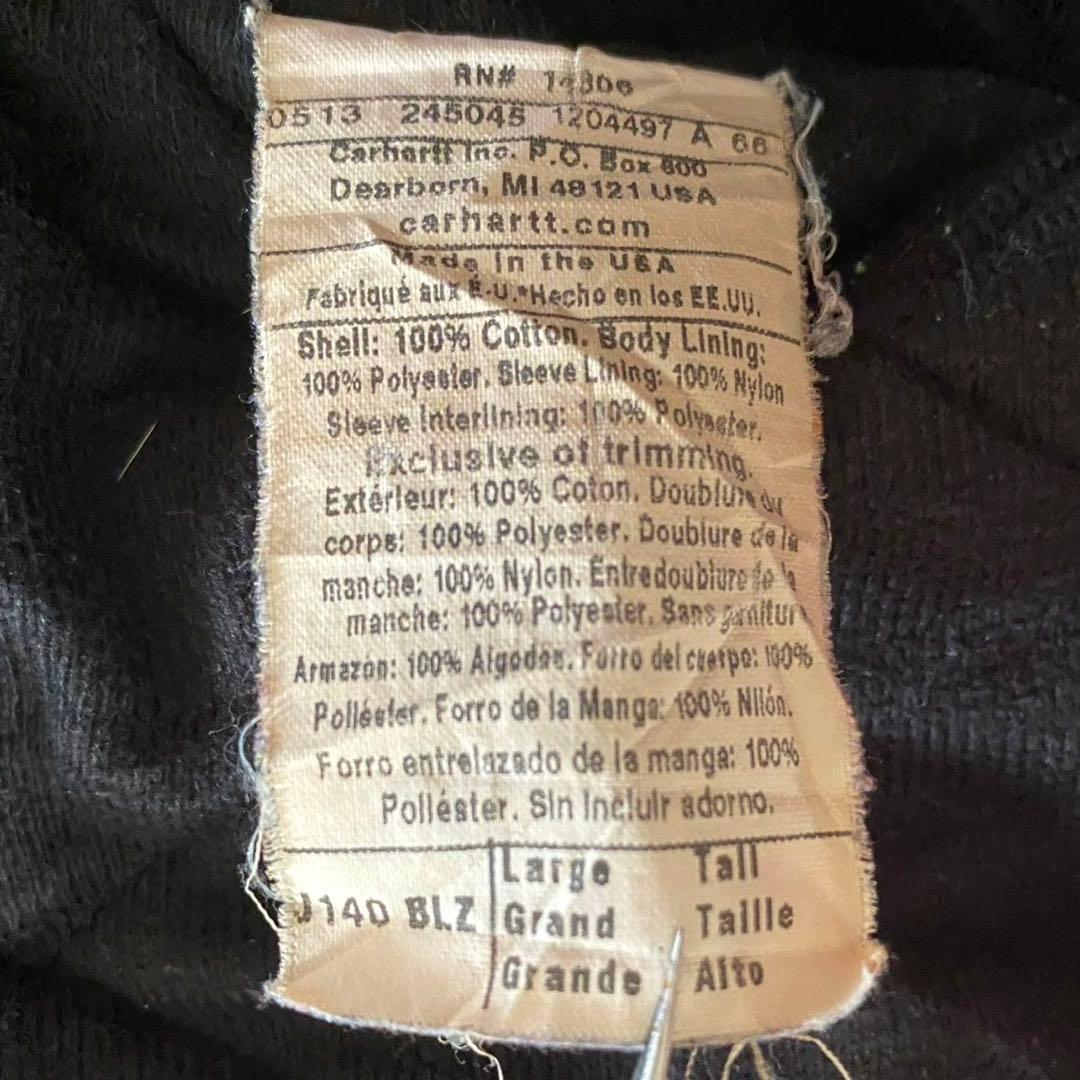 RN# 14806
0513 245045 1204497 A 66
Carhartt Inc. P.O. Box 600
Dearborn, MI 48121 USA
carhartt.com
Made in the USA
Fabriqué aux É.-U.*Hecho en los EE.UU.
Shell: 100% Cotton. Body Lining:
100% Polyester. Sleeve Lining: 100% Nylon
Sleeve Interlining: 100% Polyester.
Exclusive of trimming.
Extérieur: 100% Coton. Doublure du
corps: 100% Polyester. Doublure de la
manche: 100% Nylon. Entredoublure de la
manche: 100% Polyester. Sans garnitur
Armazón: 100% Algodon. Forro del cuerpo: 100%
Poliéster. Forro de la Manga: 100% Nilón.
Forro entrelazado de la manga: 100%
Poliéster. Sin incluir adorno.
J140 BLZ
Large Tall
Grand Taille
Grande Alto